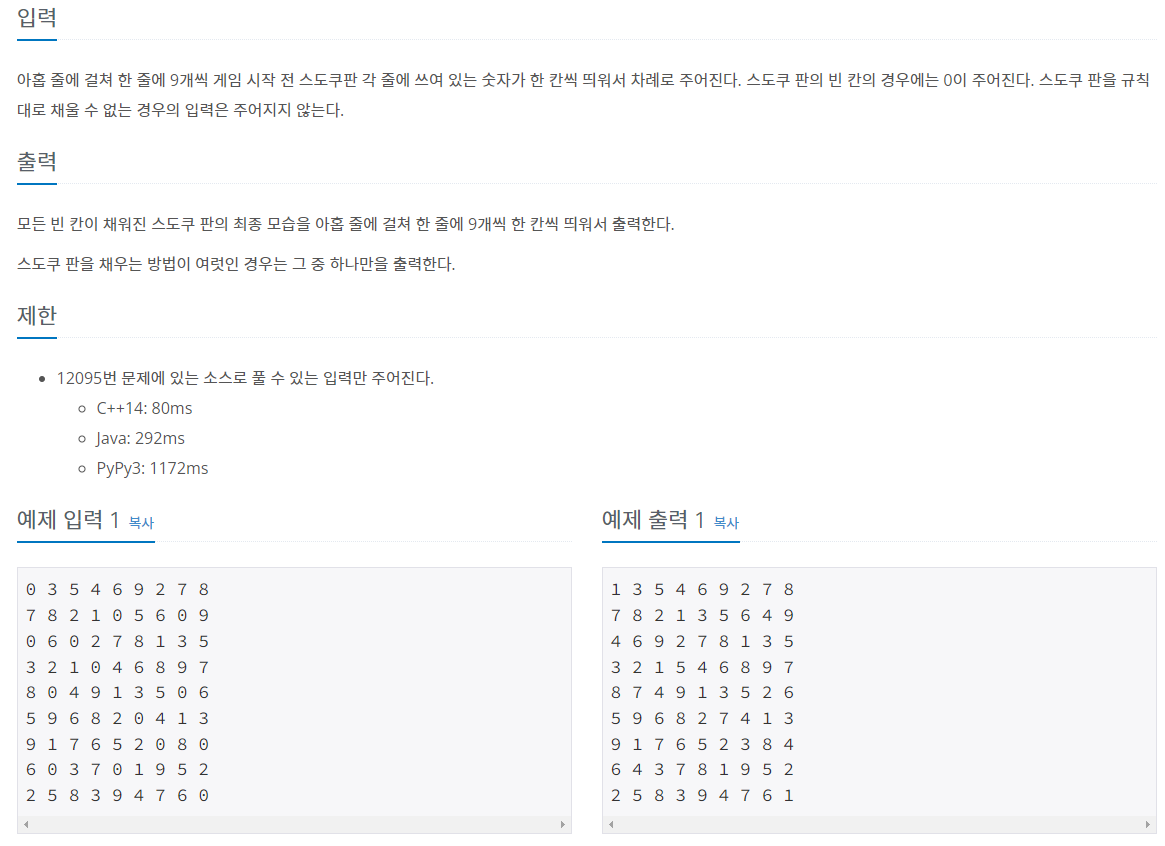 입력
아홉 줄에 걸쳐 한 줄에 9개씩 게임 시작 전 스도쿠판 각 줄에 쓰여 있는 숫자가 한 칸씩 띄워서 차례로 주어진다. 스도쿠 판의 빈 칸의 경우에는 0이 주어진다. 스도쿠 판을 규칙
대로 채울 수 없는 경우의 입력은 주어지지 않는다.
출력
모든 빈 칸이 채워진 스도쿠 판의 최종 모습을 아홉 줄에 걸쳐 한 줄에 9개씩 한 칸씩 띄워서 출력한다.
스도쿠 판을 채우는 방법이 여럿인 경우는 그 중 하나만을 출력한다.
제한
• 12095번 문제에 있는 소스로 풀 수 있는 입력만 주어진다.
◦ C++14: 80ms
◦ Java: 292ms
◦ PyPy3: 1172ms
예제 입력 1 복사
0 3 5 4 6 9 2 7 8
7 8 2 1 0 5 6 0 9
0 6 0 2 7 8 1 3 5
3 2 1 0 4 6 8 9 7
8 0 4 9 1 3 5 0 6
5 9 6 8 2 0 4 1 3
9 1 7 6 5 2 0 8 0
6 0 3 7 0 1 9 5 2
2 5 8 3 9 4 7 6 0
예제 출력 1 복사
1 3 5 4 6 9 2 7 8
7 8 2 1 3 5 6 4 9
4 6 9 2 7 8 1 3 5
3 2 1 5 4 6 8 9 7
8 7 4 9 1 3 5 2 6
5 9 6 8 2 7 4 1 3
9 1 7 6 5 2 3 8 4
6 4 3 7 8 1 9 5 2
2 5 8 3 9 4 7 6 1